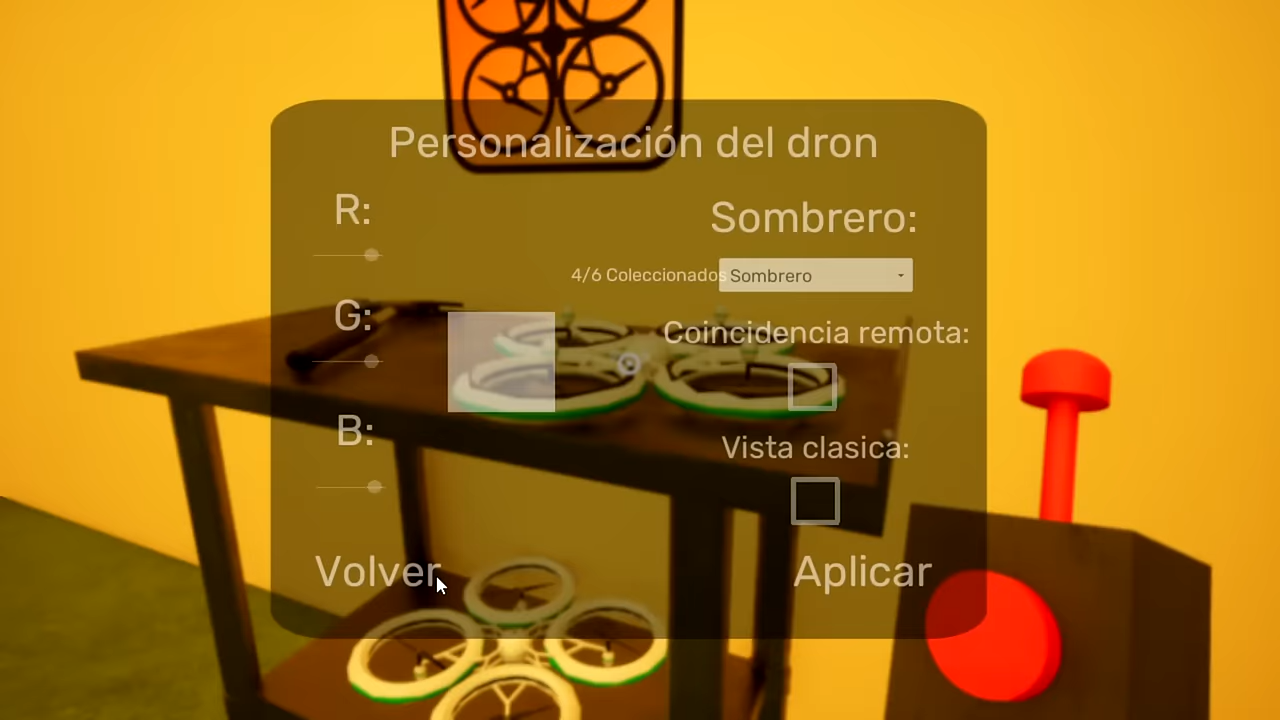 Personalización del dron
R:
Sombrero:
4/6 Coleccionados
Sombrero
G:
Coincidencia remota:
B:
Vista clasica:
Volver
Aplicar